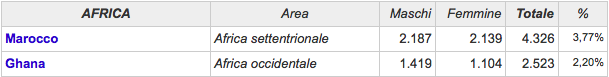 AFRICA Area Maschi Femmine Totale %
Marocco Africa settentrionale 2.187 2.139 4.326 3,77%
Ghana Africa occidentale 1.419 1.104 2.523 2,20%